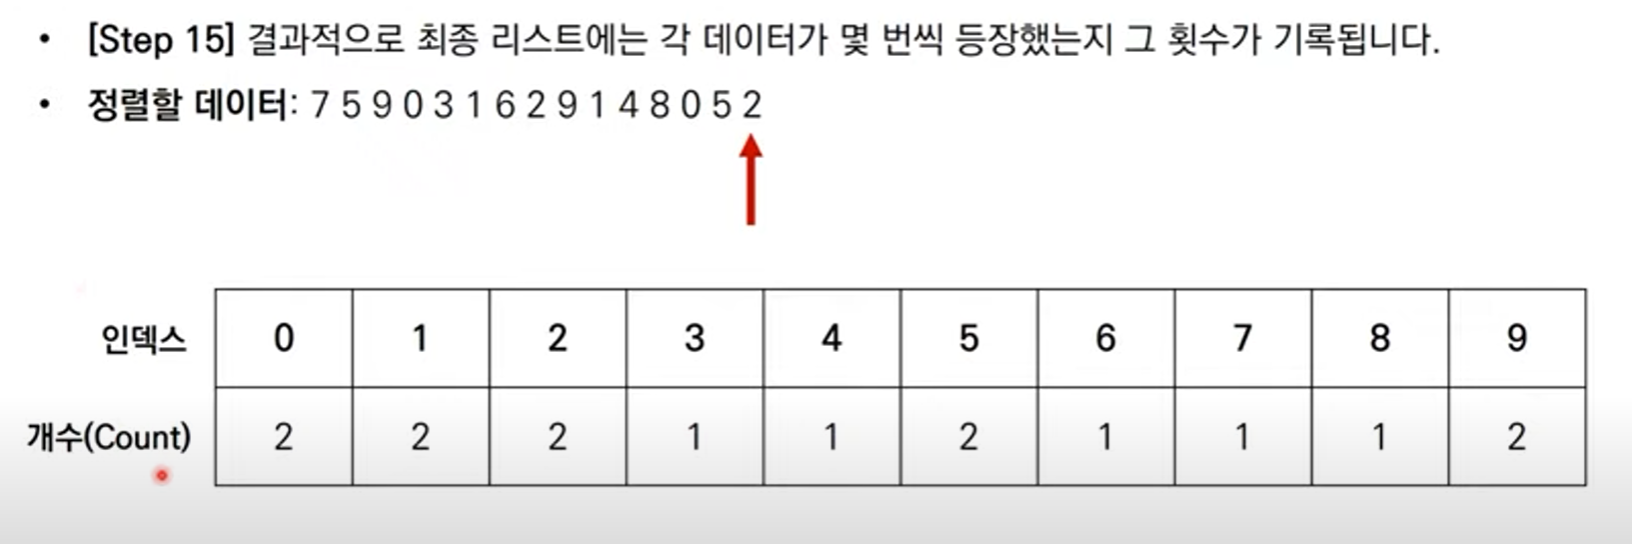 • [Step 15] 결과적으로 최종 리스트에는 각 데이터가 몇 번씩 등장했는지 그 횟수가 기록됩니다.
• 정렬할 데이터: 7 5 9 0 3 1 6 2 9 1 4 8 0 5 2
인덱스 0 1 2 3 4 5 6 7 8 9
개수(Count) 2 2 2 1 1 2 1 1 1 2